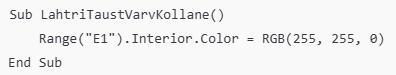 Sub LahtriTaustVarvKollane()
    Range("E1").Interior.Color = RGB(255, 255, 0)
End Sub